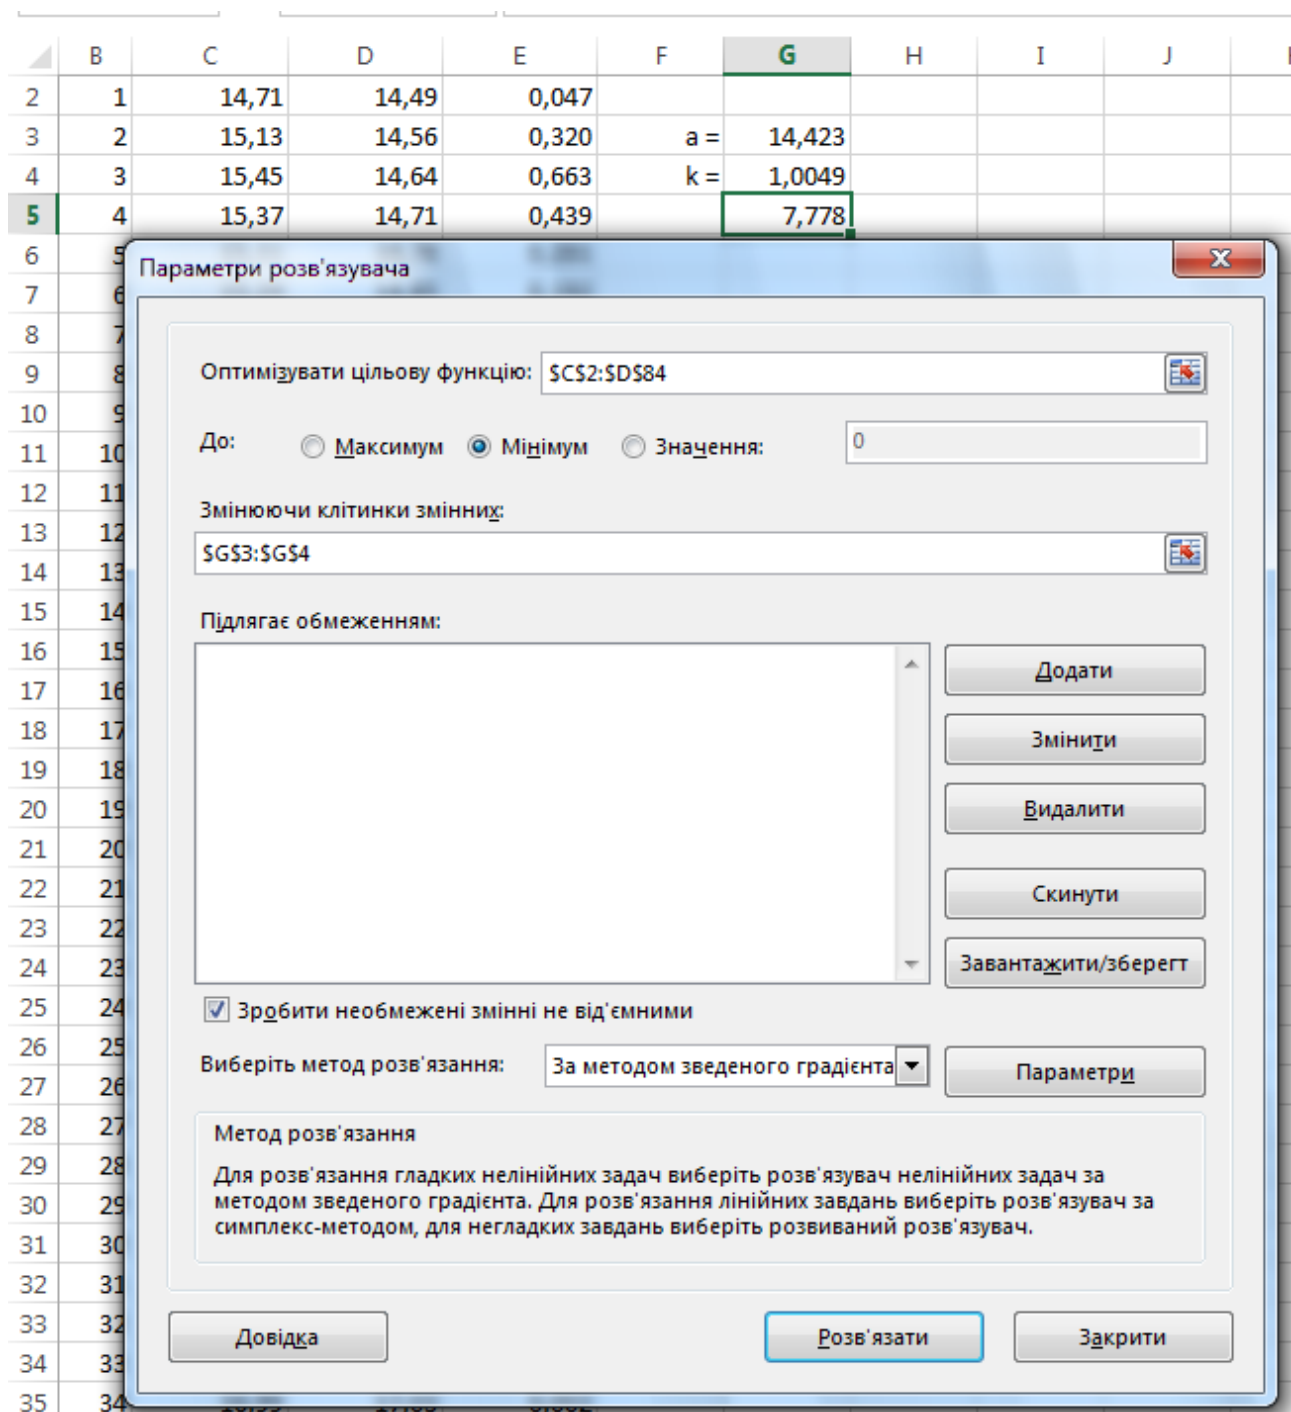 B C D E F G H I J
2 1 14,71 14,49 0,047
3 2 15,13 14,56 0,320 a = 14,423
4 3 15,45 14,64 0,663 k = 1,0049
5 4 15,37 14,71 0,439 7,778
6 5
Параметри розв'язувача
7 6
8 7
Оптимізувати цільову функцію: $C$2:$D$84
9 8
10 9
До: Максимум Мінімум Значення: 0
11 10
12 11
Змінюючи клітинки змінних:
13 12
$G$3:$G$4
14 13
15 14
Підлягає обмеженням:
16 15
Додати
17 16
18 17
Змінити
19 18
20 19
Видалити
21 20
22 21
Скинути
23 22
24 23
Завантажити/зберегт
25 24
Зробити необмежені змінні не від'ємними
26 25
Виберіть метод розв'язання: За методом зведеного градієнта
27 26
Параметри
28 27
Метод розв'язання
29 28
Для розв'язання гладких нелінійних задач виберіть розв'язувач нелінійних задач за
30 29
методом зведеного градієнта. Для розв'язання лінійних завдань виберіть розв'язувач за
симплекс-методом, для негладких завдань виберіть розвиваний розв'язувач.
31 30
32 31
33 32
Довідка Розв'язати Закрити
34 33
35 34